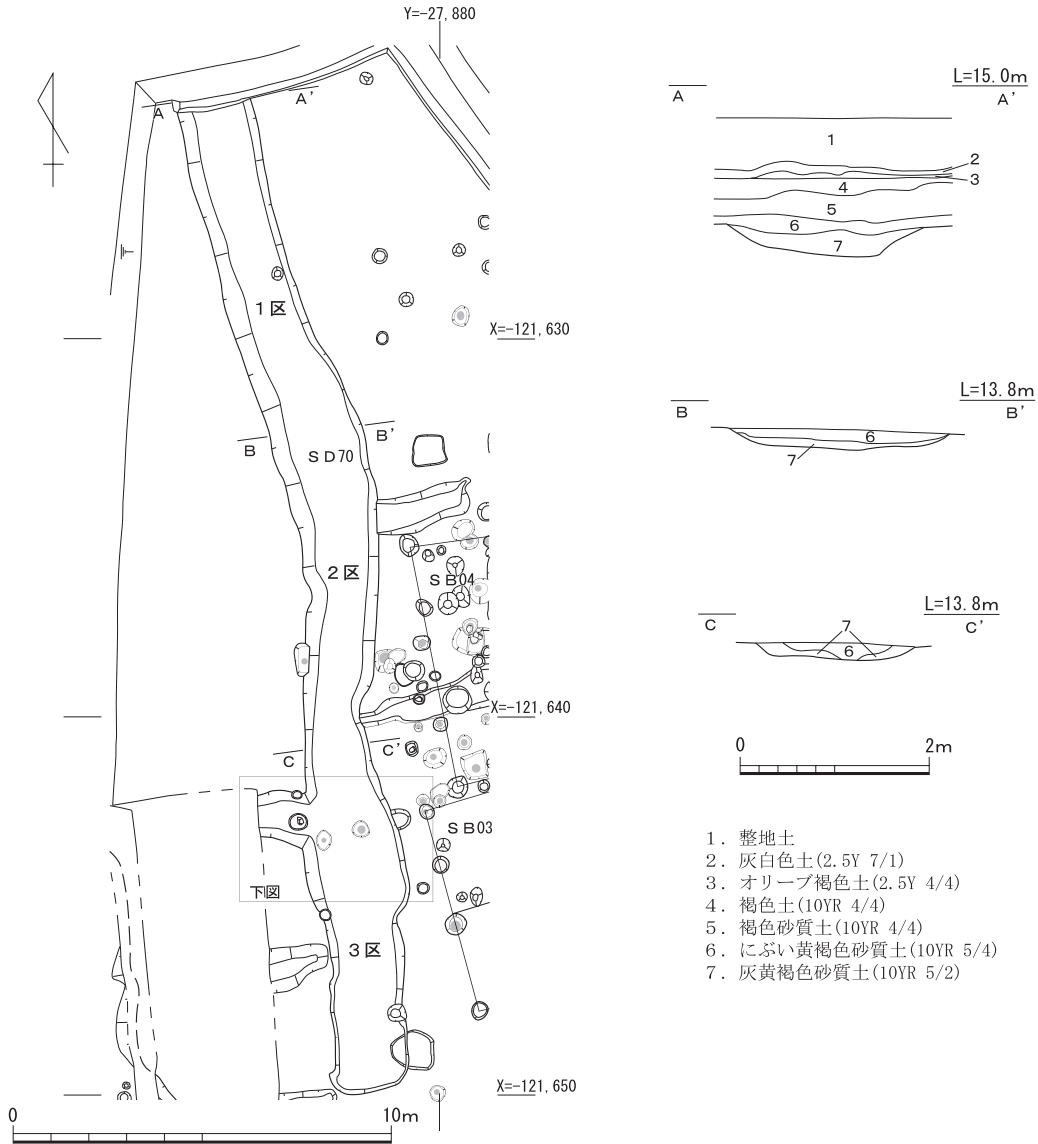 Y=-27,880
A
A'
1区
X=-121,630
B
B'
SD70
2区
SB04
X=-121,640
C
C'
SB03
下図
3区
X=-121,650
0
10m
L=15.0m
A
A'
1
2
3
4
5
6
7
L=13.8m
B
B'
6
7
L=13.8m
C
C'
7
6
0
2m
1. 整地土
2. 灰白色土(2.5Y 7/1)
3. オリーブ褐色土(2.5Y 4/4)
4. 褐色土(10YR 4/4)
5. 褐色砂質土(10YR 4/4)
6. にぶい黄褐色砂質土(10YR 5/4)
7. 灰黄褐色砂質土(10YR 5/2)